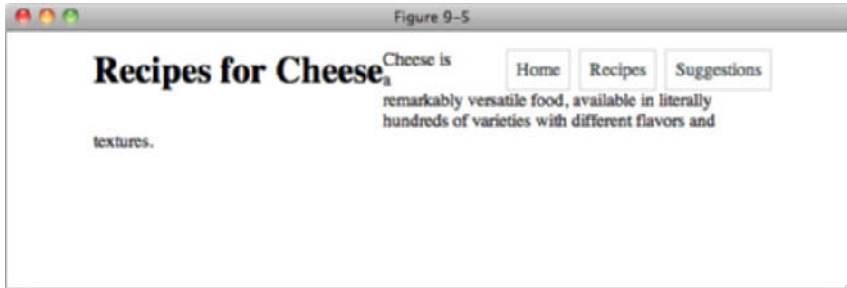 Figure 9–5
Recipes for Cheese
Cheese is
a
Home Recipes Suggestions
remarkably versatile food, available in literally
hundreds of varieties with different flavors and
textures.